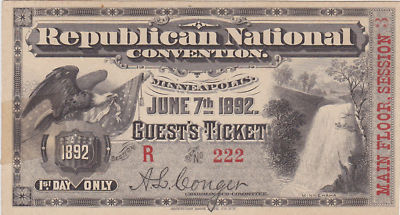 Republican National
CONVENTION.
MINNEAPOLIS.
JUNE 7th 1892.
GUEST'S TICKET
R No 222
1892
1st DAY ONLY
A. L. Conger
MINNEHAHA
MAIN FLOOR, SESSION 3